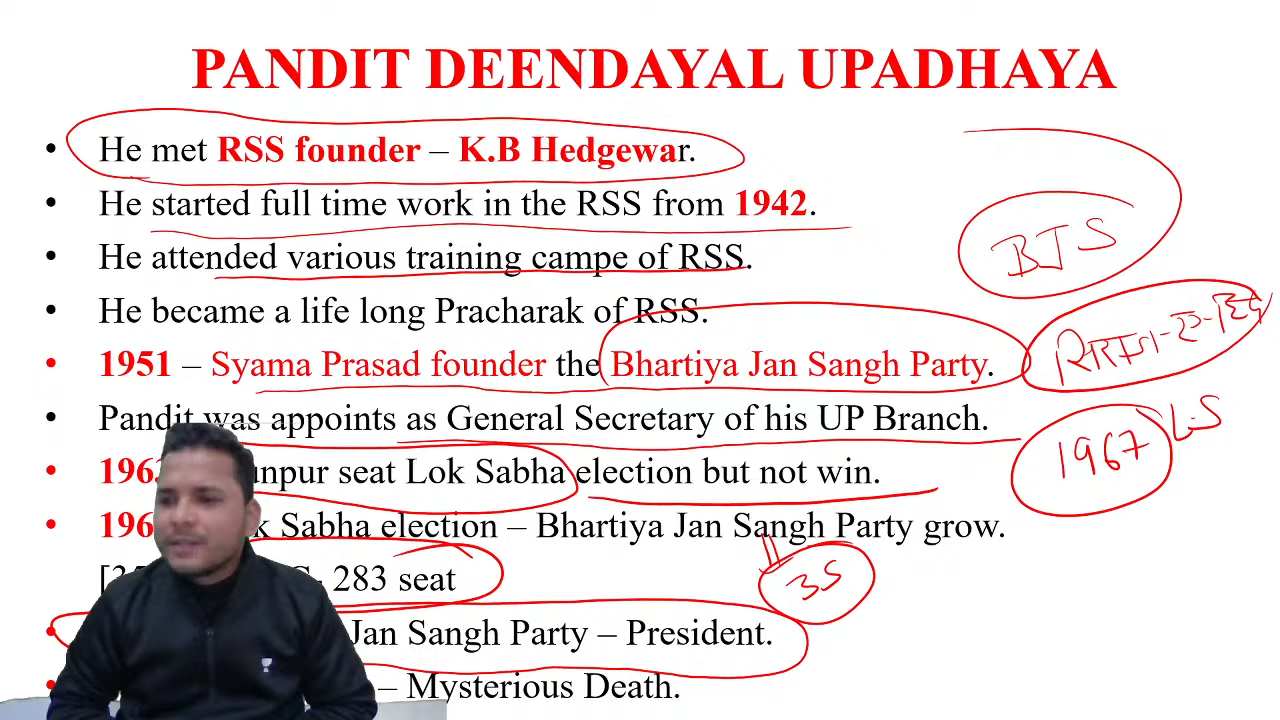 PANDIT DEENDAYAL UPADHAYA
• He met RSS founder – K.B Hedgewar.
• He started full time work in the RSS from 1942.
• He attended various training campe of RSS.
• He became a life long Pracharak of RSS.
• 1951 – Syama Prasad founder the Bhartiya Jan Sangh Party.
• Pandit was appoints as General Secretary of his UP Branch.
• seat Lok Sabha election but not win.
• Sabha election – Bhartiya Jan Sangh Party grow.
283 seat
• Jan Sangh Party – President.
• – Mysterious Death.
BJS
1967 L.S
35